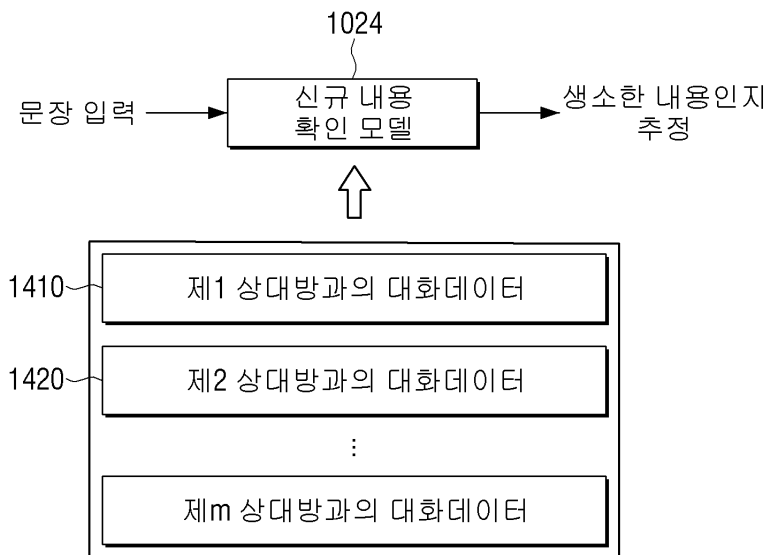 1024
문장 입력
신규 내용
확인 모델
생소한 내용인지
추정
1410
제1 상대방과의 대화데이터
1420
제2 상대방과의 대화데이터
⋮
제m 상대방과의 대화데이터